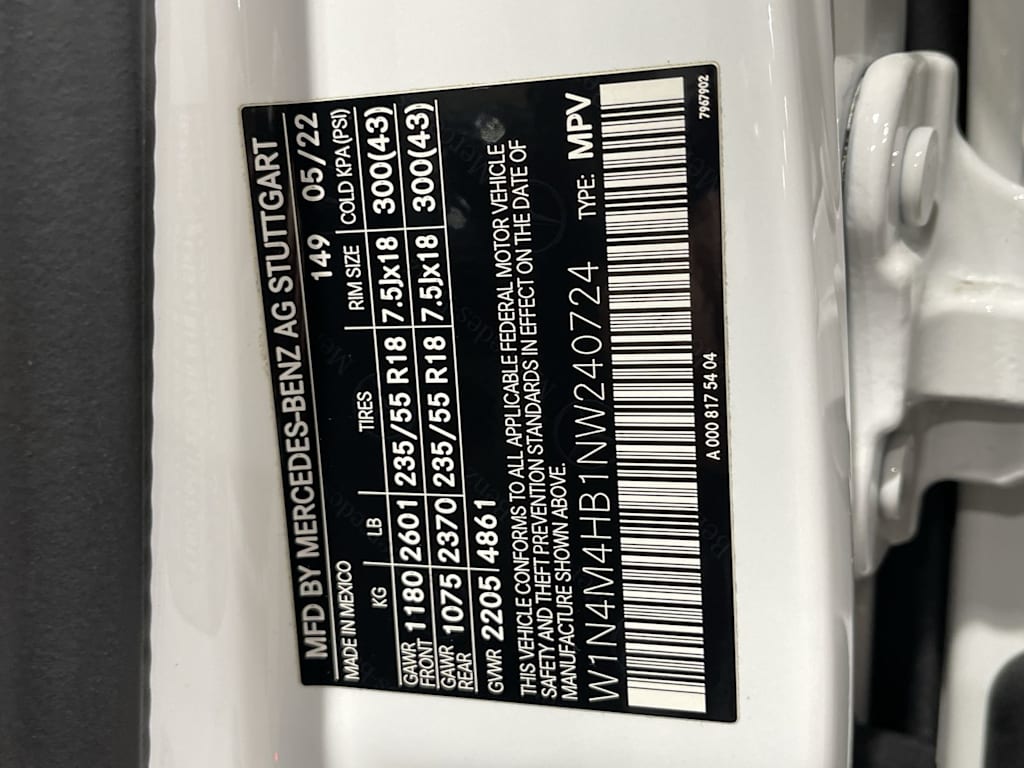 MFD BY MERCEDES-BENZ AG STUTTGART
149 05/22
MADE IN MEXICO
KG LB TIRES RIM SIZE COLD KPA (PSI)
GAWR FRONT 1180 2601 235/55 R18 7.5Jx18 300(43)
GAWR REAR 1075 2370 235/55 R18 7.5Jx18 300(43)
GVWR 2205 4861
THIS VEHICLE CONFORMS TO ALL APPLICABLE FEDERAL MOTOR VEHICLE
SAFETY AND THEFT PREVENTION STANDARDS IN EFFECT ON THE DATE OF
MANUFACTURE SHOWN ABOVE.
W1N4M4HB1NW240724 TYPE: MPV
A 000 817 54 04
7967902